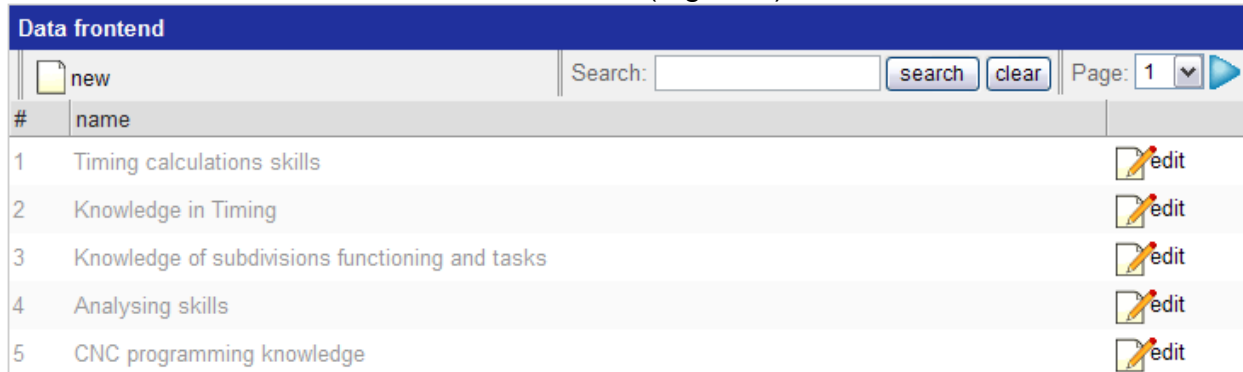 Data frontend
new Search: search clear Page: 1
# name
1 Timing calculations skills edit
2 Knowledge in Timing edit
3 Knowledge of subdivisions functioning and tasks edit
4 Analysing skills edit
5 CNC programming knowledge edit